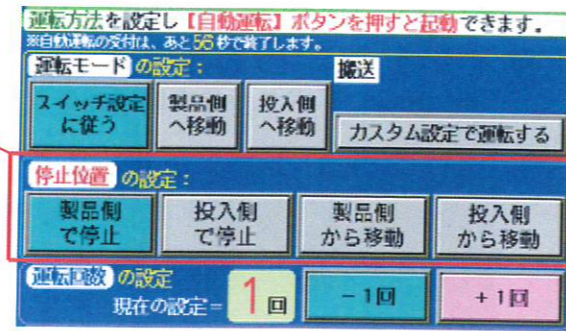 運転方法を設定し【自動運転】ボタンを押すと起動できます.
※自動運転の受付は、あと56秒で終了します。
運転モードの設定: 搬送
スイッチ設定 製品側 投入側
に従う へ移動 へ移動 カスタム設定で運転する
停止位置の設定:
製品側 投入側 製品側 投入側
で停止 で停止 から移動 から移動
運転回数の設定
現在の設定= 1回 -1回 +1回